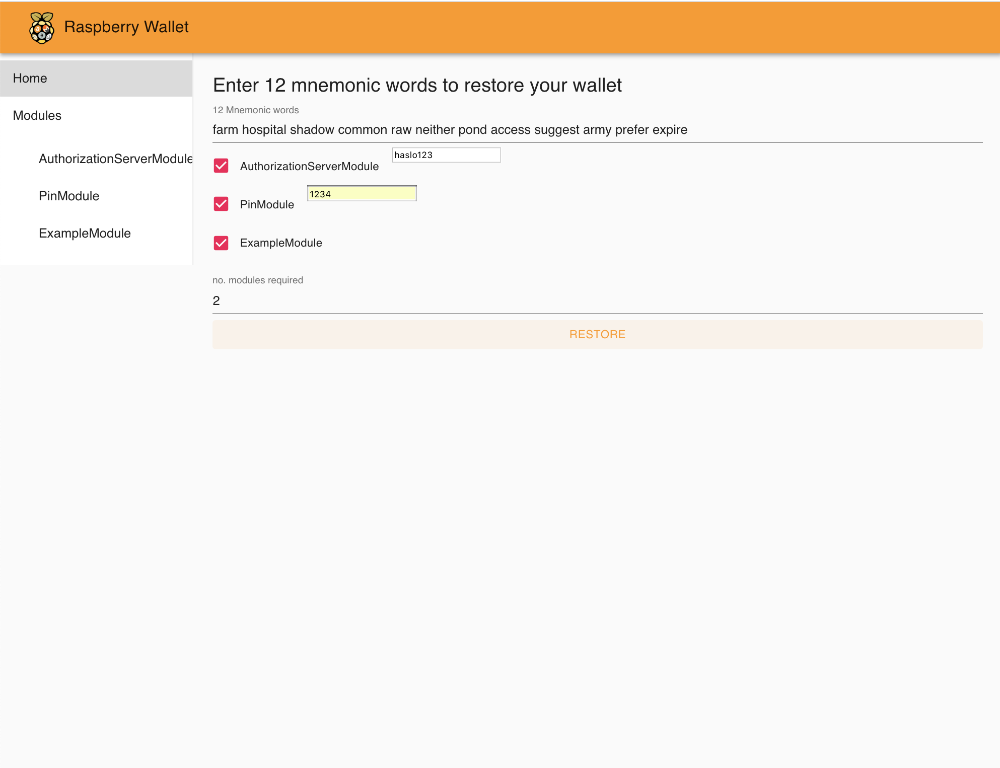 Raspberry Wallet
Home
Modules
AuthorizationServerModule
PinModule
ExampleModule
Enter 12 mnemonic words to restore your wallet
12 Mnemonic words
farm hospital shadow common raw neither pond access suggest army prefer expire
AuthorizationServerModule haslo123
PinModule 1234
ExampleModule
no. modules required
2
RESTORE